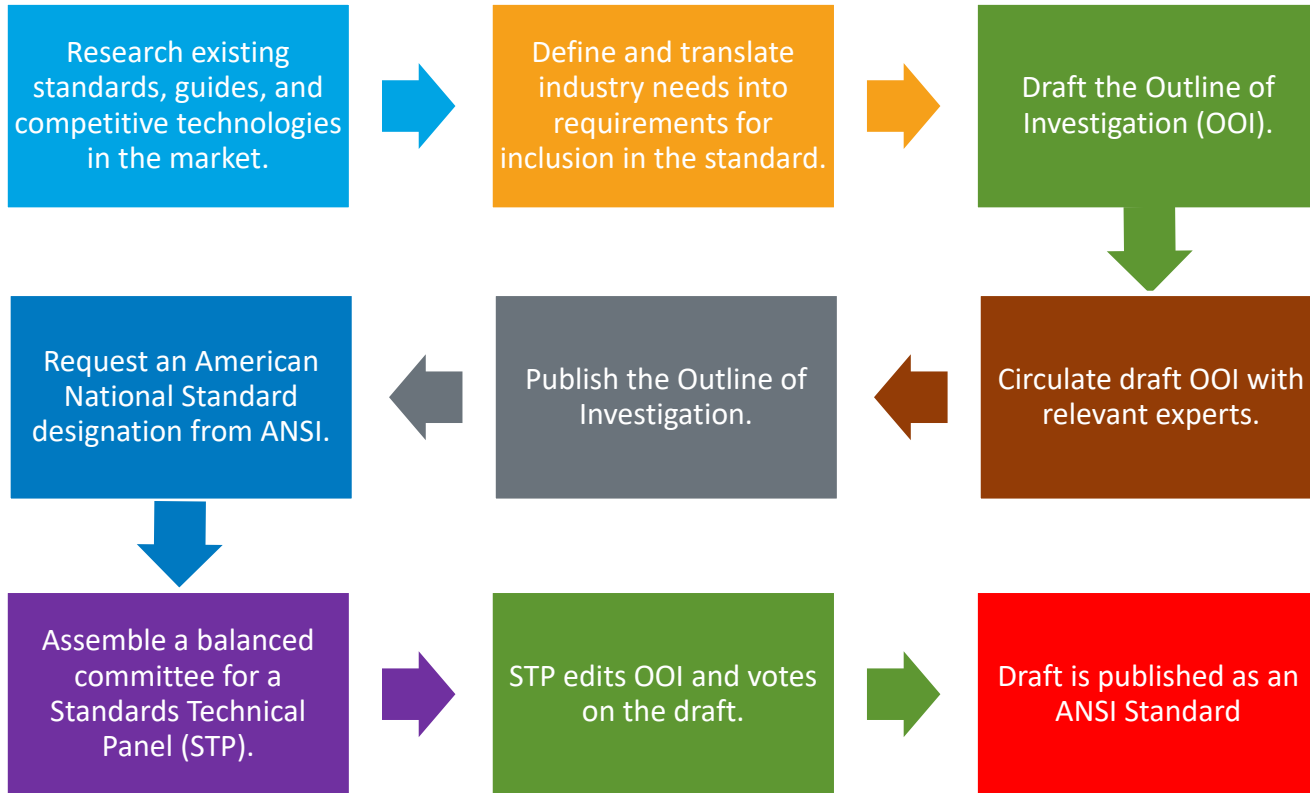 Research existing
standards, guides, and
competitive technologies
in the market.
Define and translate
industry needs into
requirements for
inclusion in the standard.
Draft the Outline of
Investigation (OOI).
Circulate draft OOI with
relevant experts.
Publish the Outline of
Investigation.
Request an American
National Standard
designation from ANSI.
Assemble a balanced
committee for a
Standards Technical
Panel (STP).
STP edits OOI and votes
on the draft.
Draft is published as an
ANSI Standard